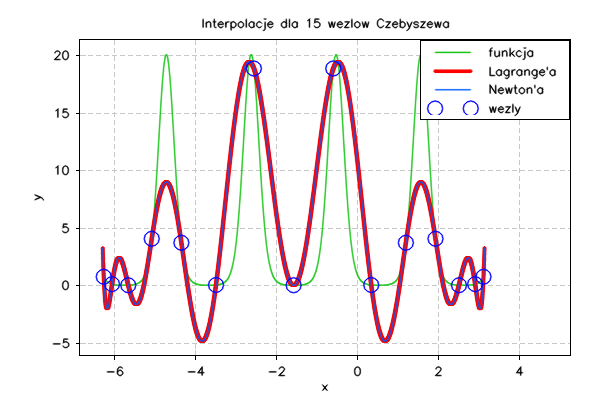 Interpolacje dla 15 wezlow Czebyszewa
funkcja
Lagrange'a
Newton'a
wezly
20
15
10
5
0
−5
y
−6 −4 −2 0 2 4
x